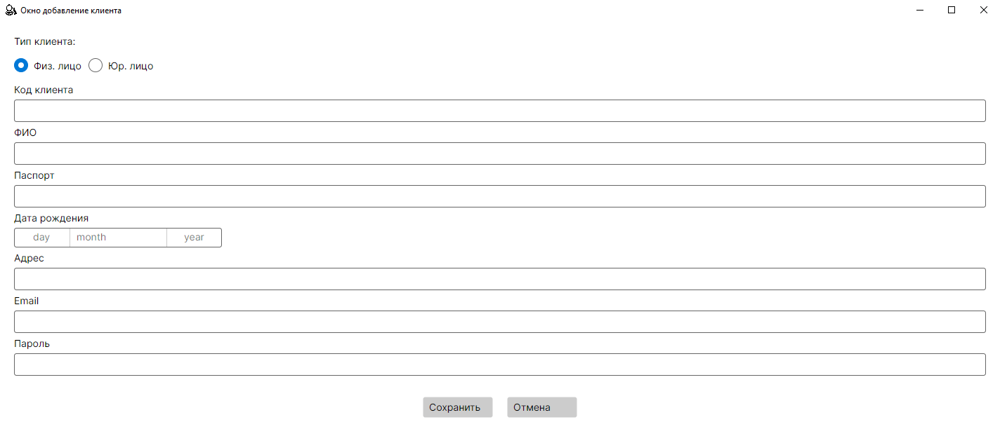 Окно добавление клиента
Тип клиента:
Физ. лицо Юр. лицо
Код клиента
ФИО
Паспорт
Дата рождения
day month year
Адрес
Email
Пароль
Сохранить Отмена